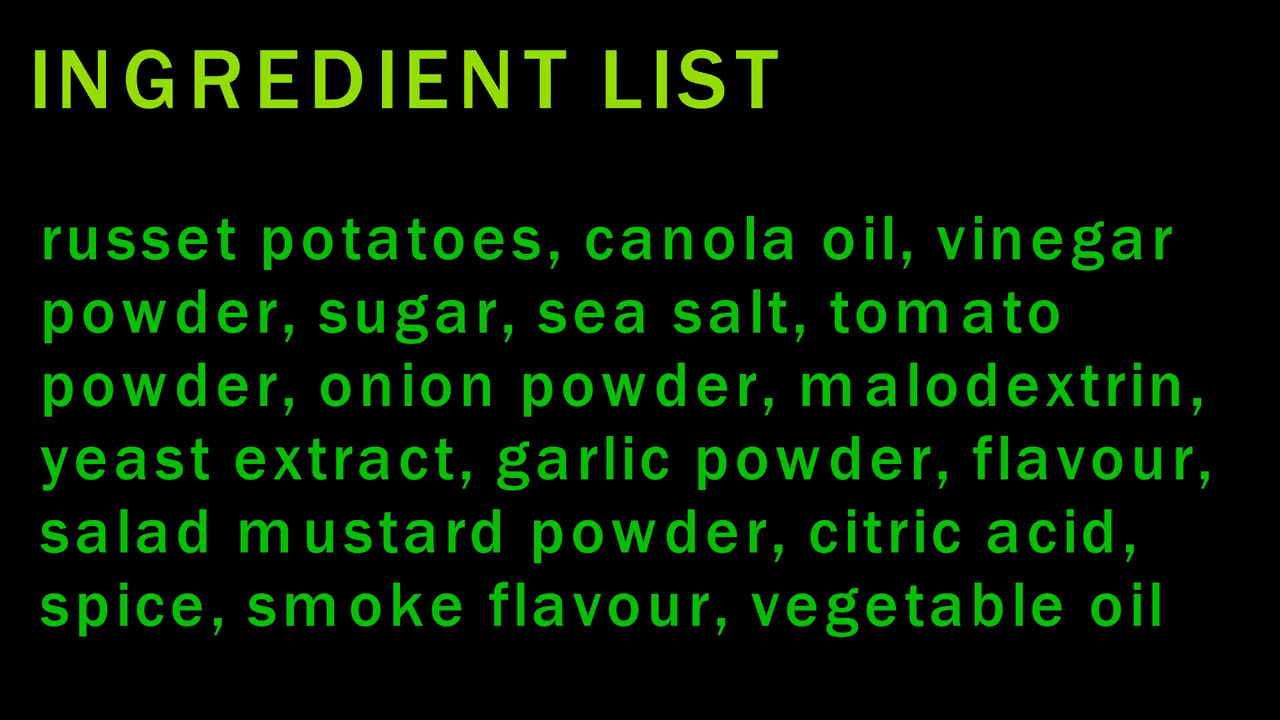 INGREDIENT LIST
russet potatoes, canola oil, vinegar
powder, sugar, sea salt, tomato
powder, onion powder, malodextrin,
yeast extract, garlic powder, flavour,
salad mustard powder, citric acid,
spice, smoke flavour, vegetable oil